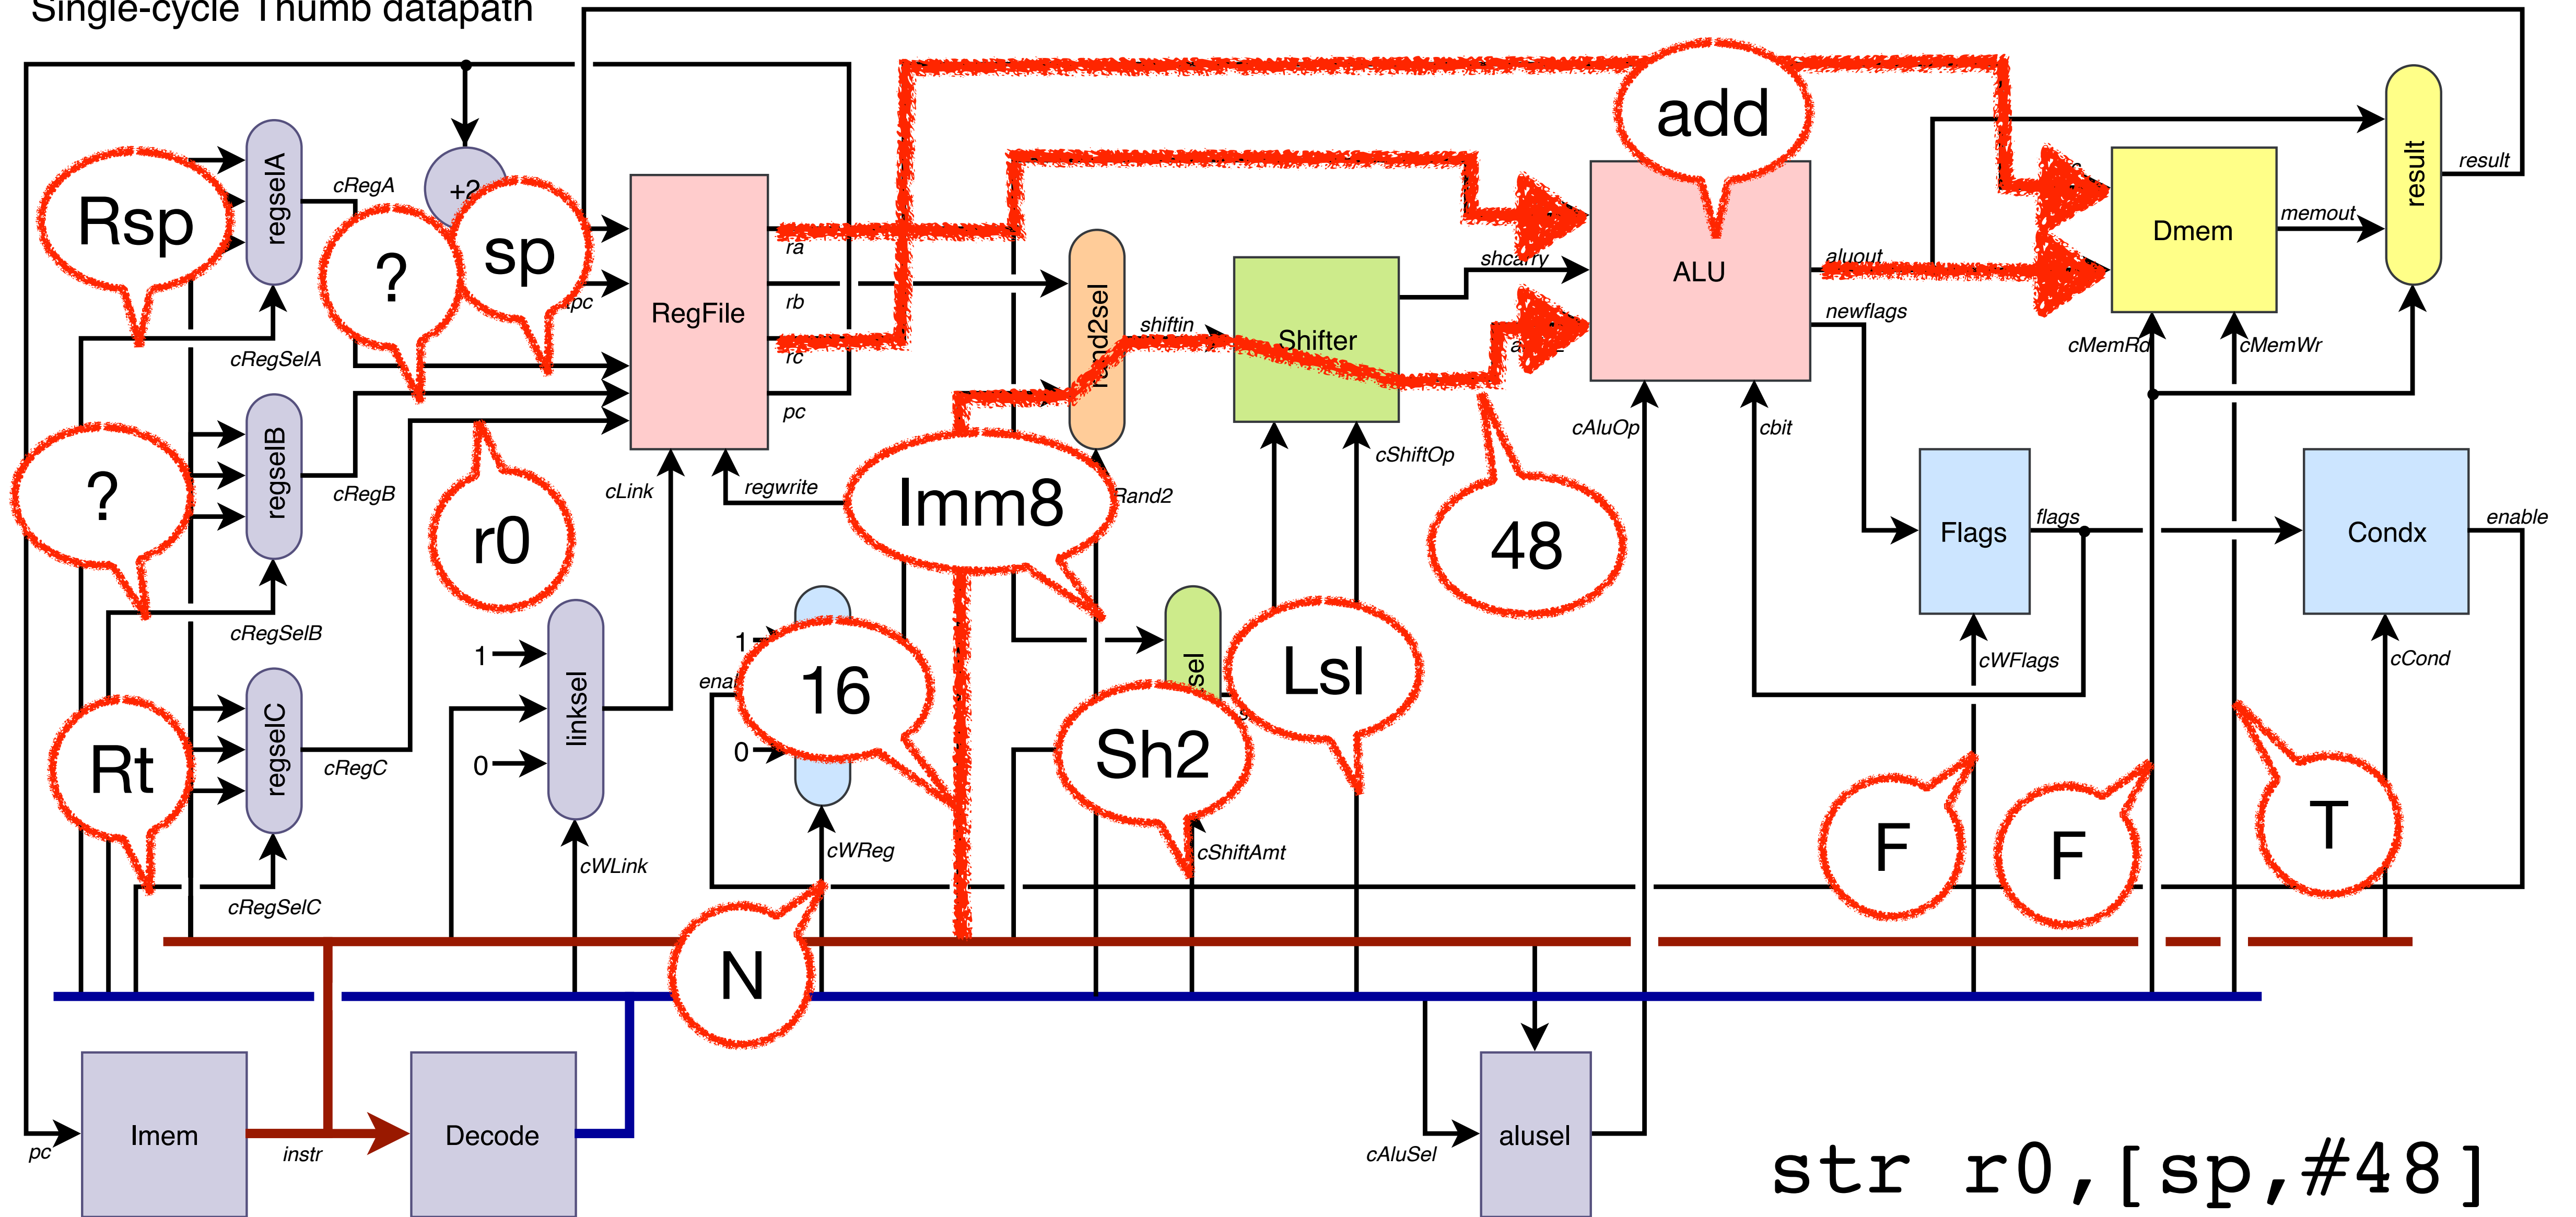 Single-cycle Thumb datapath
add
Rsp
regselA
cRegA
+2
?
sp
RegFile
ra
rb
rc
pc
rand2sel
shiftin
Shifter
shcarry
ALU
aluout
newflags
Dmem
memout
result
result
cRegSelA
cMemRd
cMemWr
?
regselB
cRegB
r0
cLink
regwrite
Imm8
Rand2
cShiftOp
48
cAluOp
cbit
Flags
flags
Condx
enable
cRegSelB
cWFlags
cCond
Rt
regselC
cRegC
1
0
linksel
1
0
16
Sh2
Lsl
cWLink
cWReg
cShiftAmt
F
F
T
cRegSelC
N
pc
Imem
instr
Decode
cAluSel
alusel
str r0,[sp,#48]